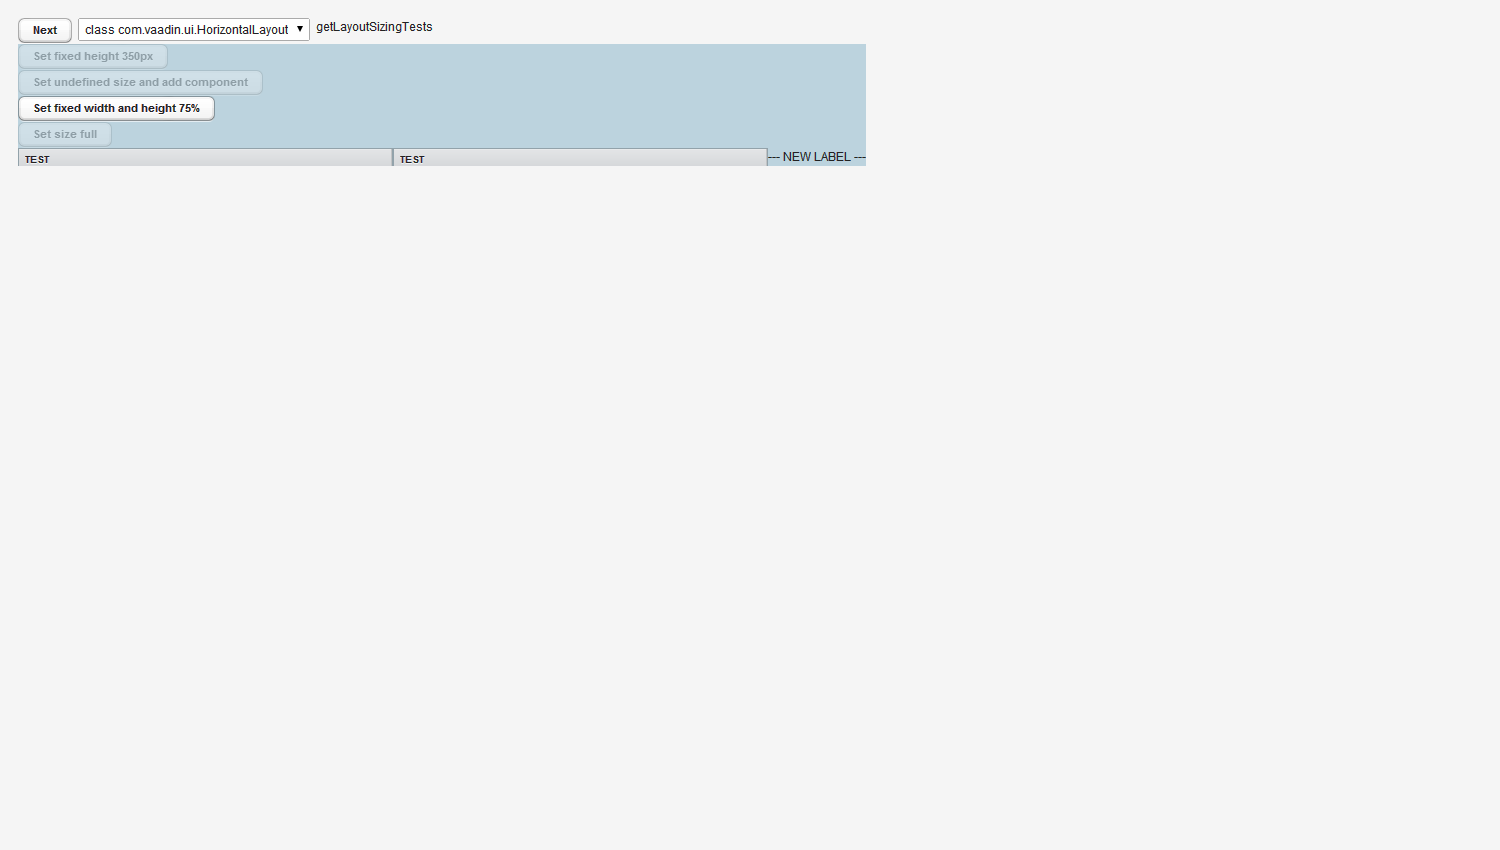 Next class com.vaadin.ui.HorizontalLayout getLayoutSizingTests
Set fixed height 350px
Set undefined size and add component
Set fixed width and height 75%
Set size full
TEST TEST --- NEW LABEL ---